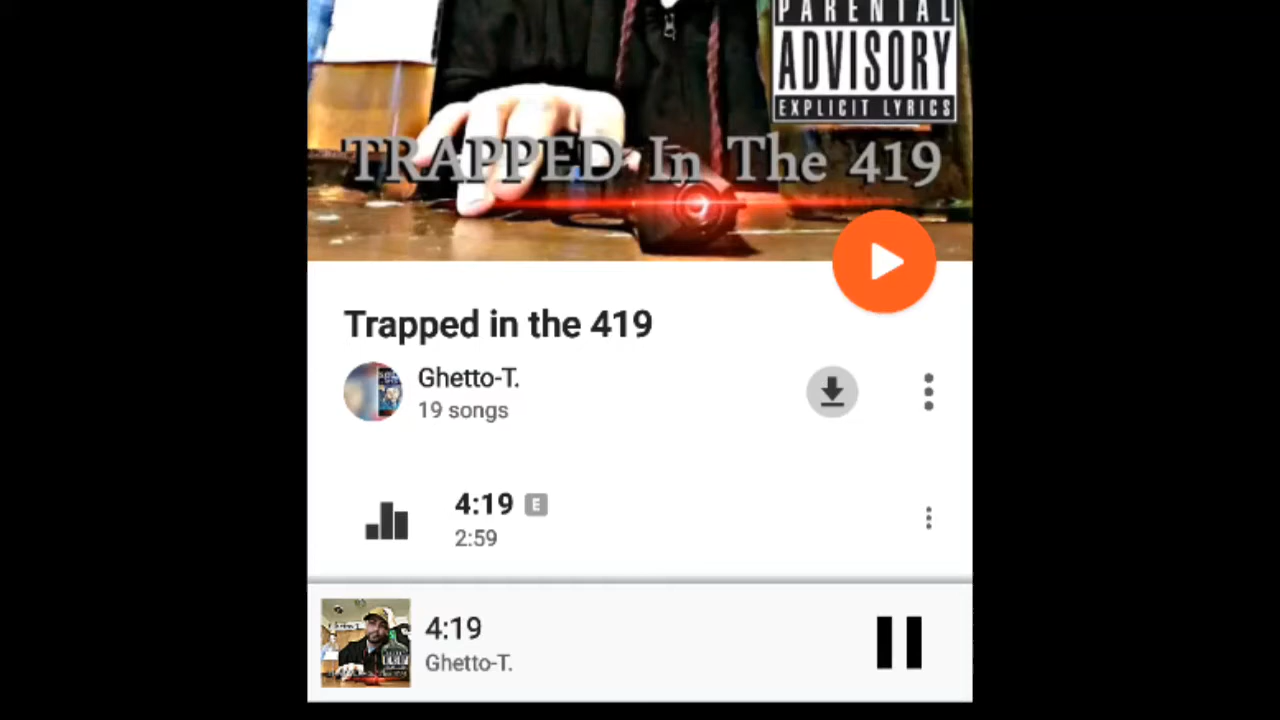 PARENTAL
ADVISORY
EXPLICIT LYRICS
TRAPPED In The 419
Trapped in the 419
Ghetto-T.
19 songs
4:19 E
2:59
4:19
Ghetto-T.